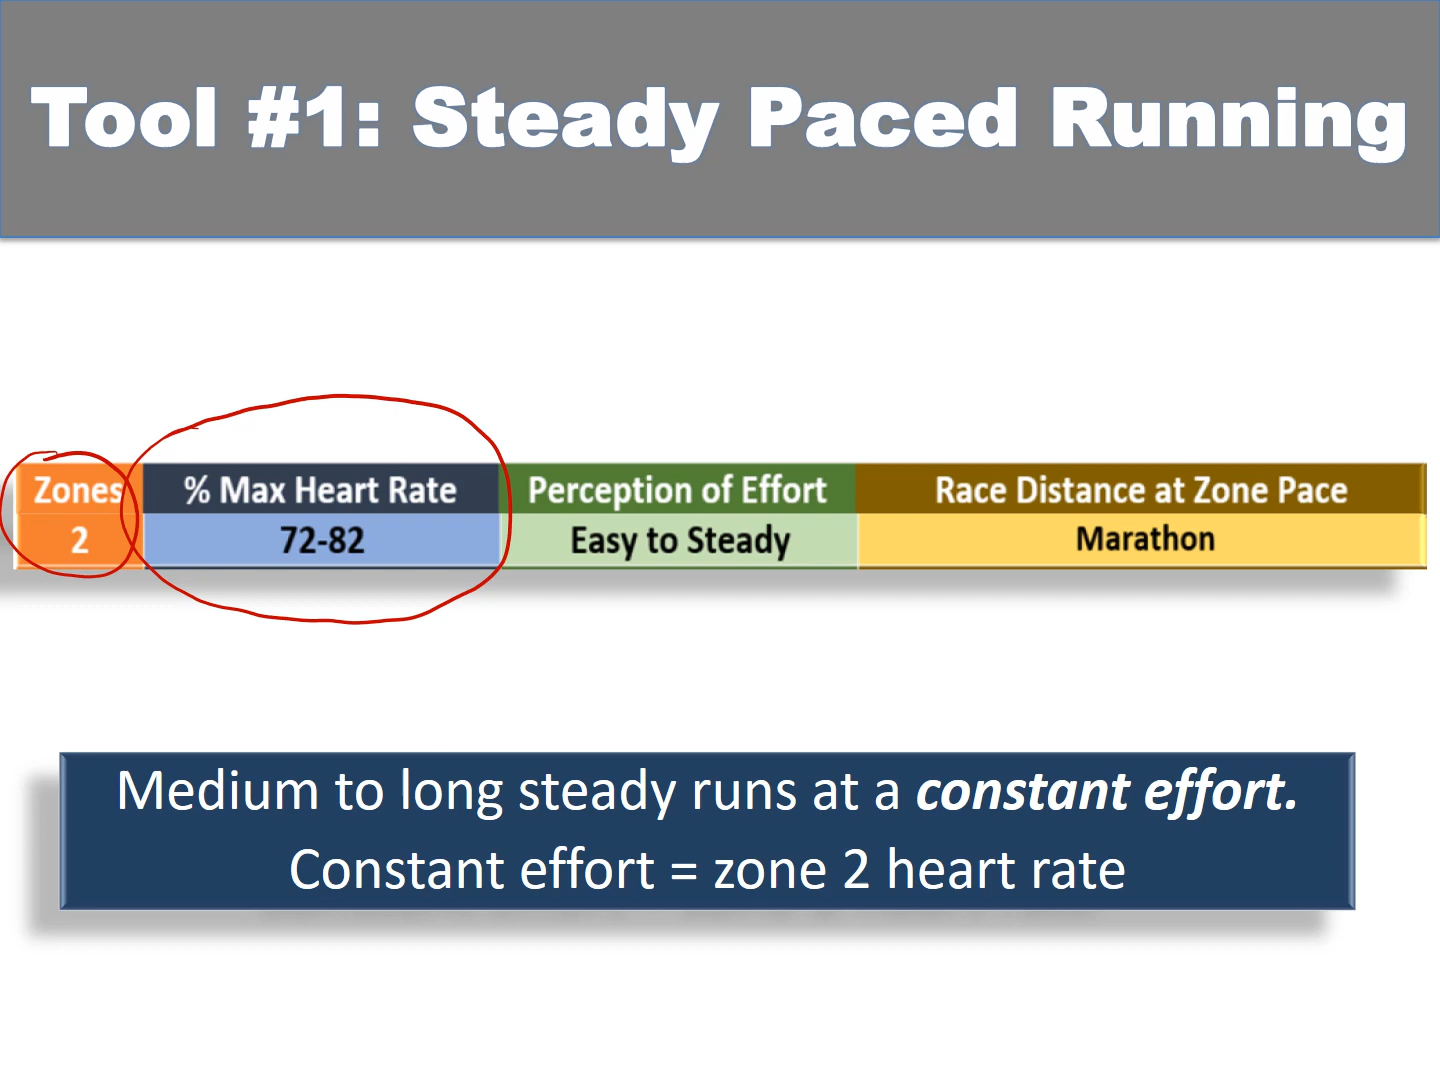 Tool #1: Steady Paced Running
Zones % Max Heart Rate Perception of Effort Race Distance at Zone Pace
2 72-82 Easy to Steady Marathon
Medium to long steady runs at a constant effort.
Constant effort = zone 2 heart rate